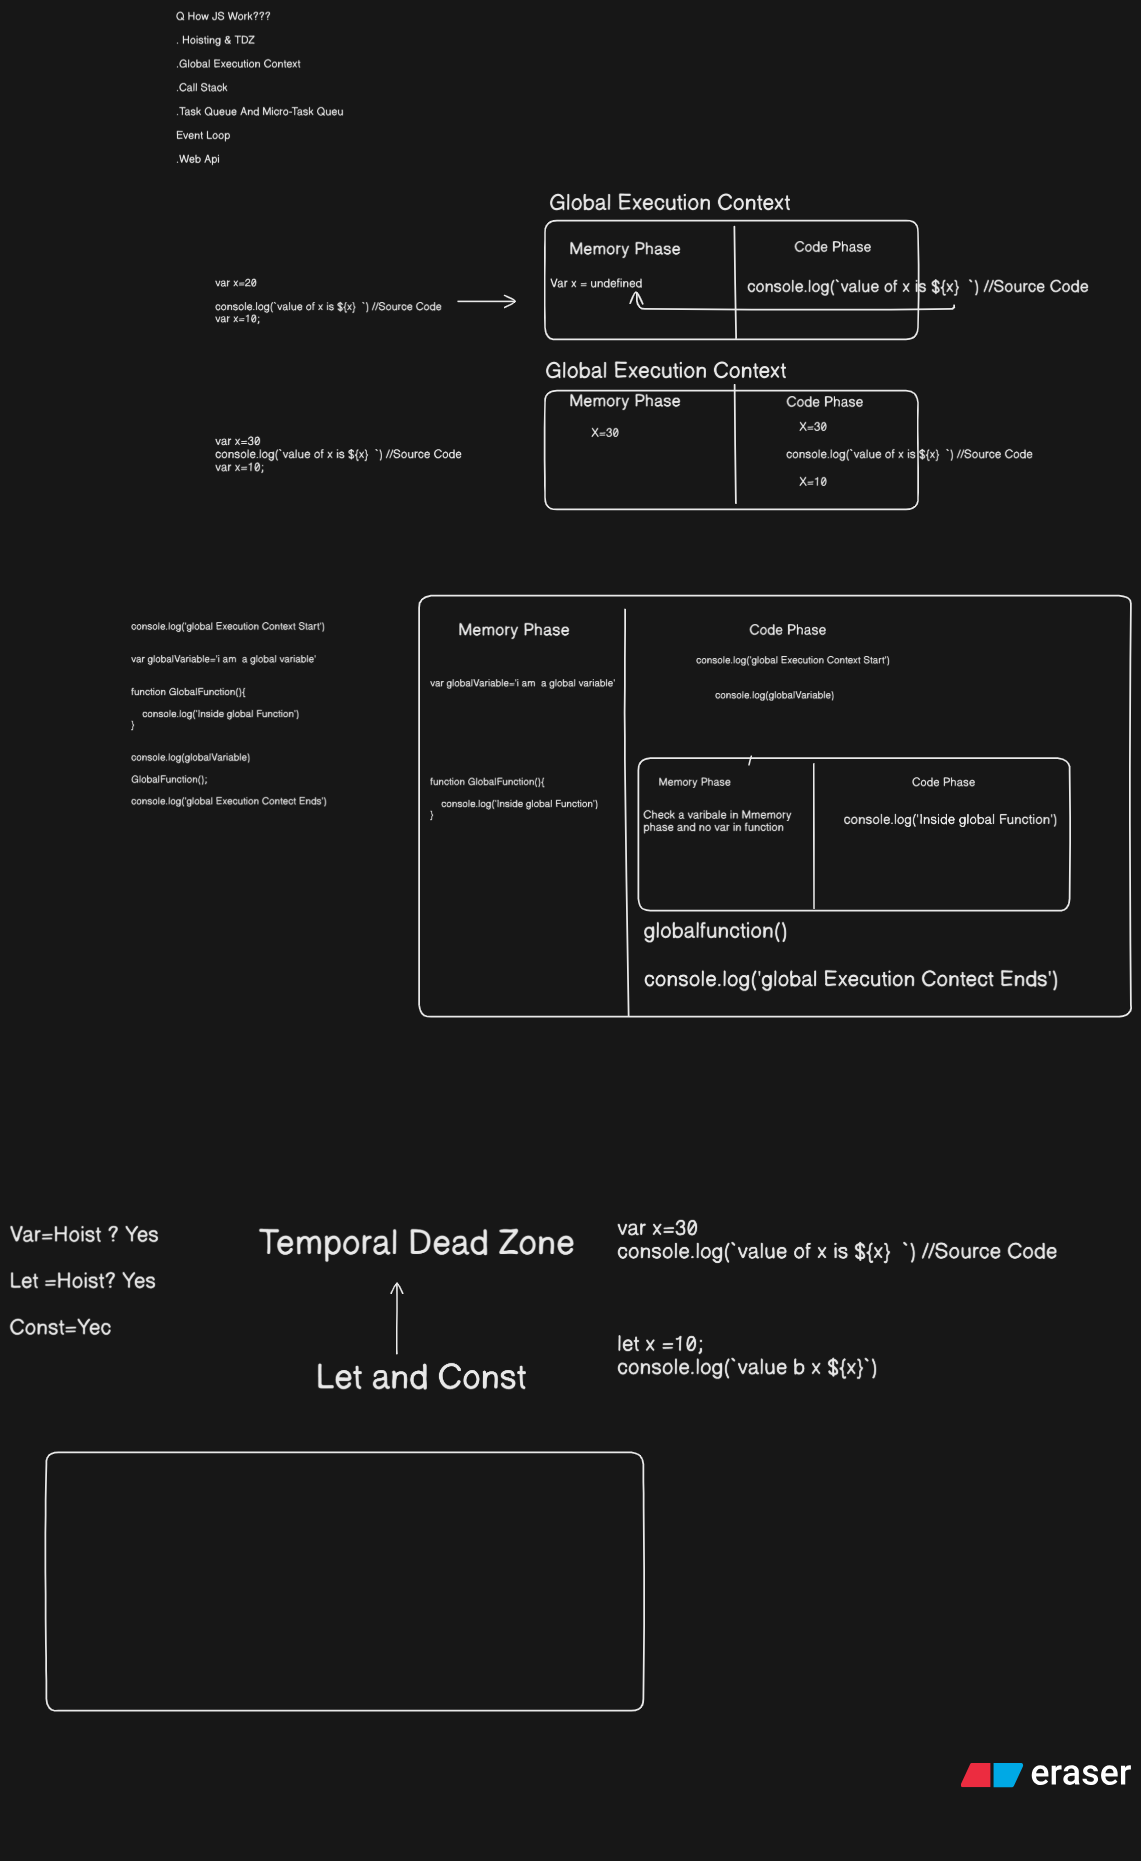 Q How JS Work???
. Hoisting & TDZ
.Global Execution Context
.Call Stack
.Task Queue And Micro-Task Queu
Event Loop
.Web Api
Global Execution Context
Memory Phase
Code Phase
var x=20
console.log(`value of x is ${x}  `) //Source Code
var x=10;
Var x = undefined
console.log(`value of x is ${x}  `) //Source Code
Global Execution Context
Memory Phase
Code Phase
var x=30
console.log(`value of x is ${x}  `) //Source Code
var x=10;
X=30
X=30
console.log(`value of x is ${x}  `) //Source Code
X=10
console.log('global Execution Context Start')
var globalVariable='i am  a global variable'
function GlobalFunction(){
console.log('Inside global Function')
}
console.log(globalVariable)
GlobalFunction();
console.log('global Execution Contect Ends')
Memory Phase
var globalVariable='i am  a global variable'
function GlobalFunction(){
console.log('Inside global Function')
}
Code Phase
console.log('global Execution Context Start')
console.log(globalVariable)
Memory Phase
Check a varibale in Mmemory
phase and no var in function
Code Phase
console.log('Inside global Function')
globalfunction()
console.log('global Execution Contect Ends')
Var=Hoist ? Yes
Let =Hoist? Yes
Const=Yec
Temporal Dead Zone
Let and Const
var x=30
console.log(`value of x is ${x}  `) //Source Code
let x =10;
console.log(`value b x ${x}`)
eraser